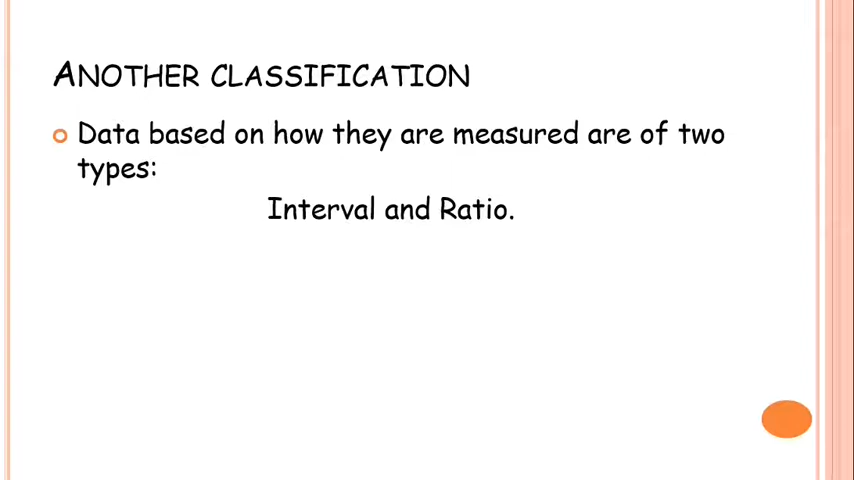 ANOTHER CLASSIFICATION
Data based on how they are measured are of two
types:
Interval and Ratio.